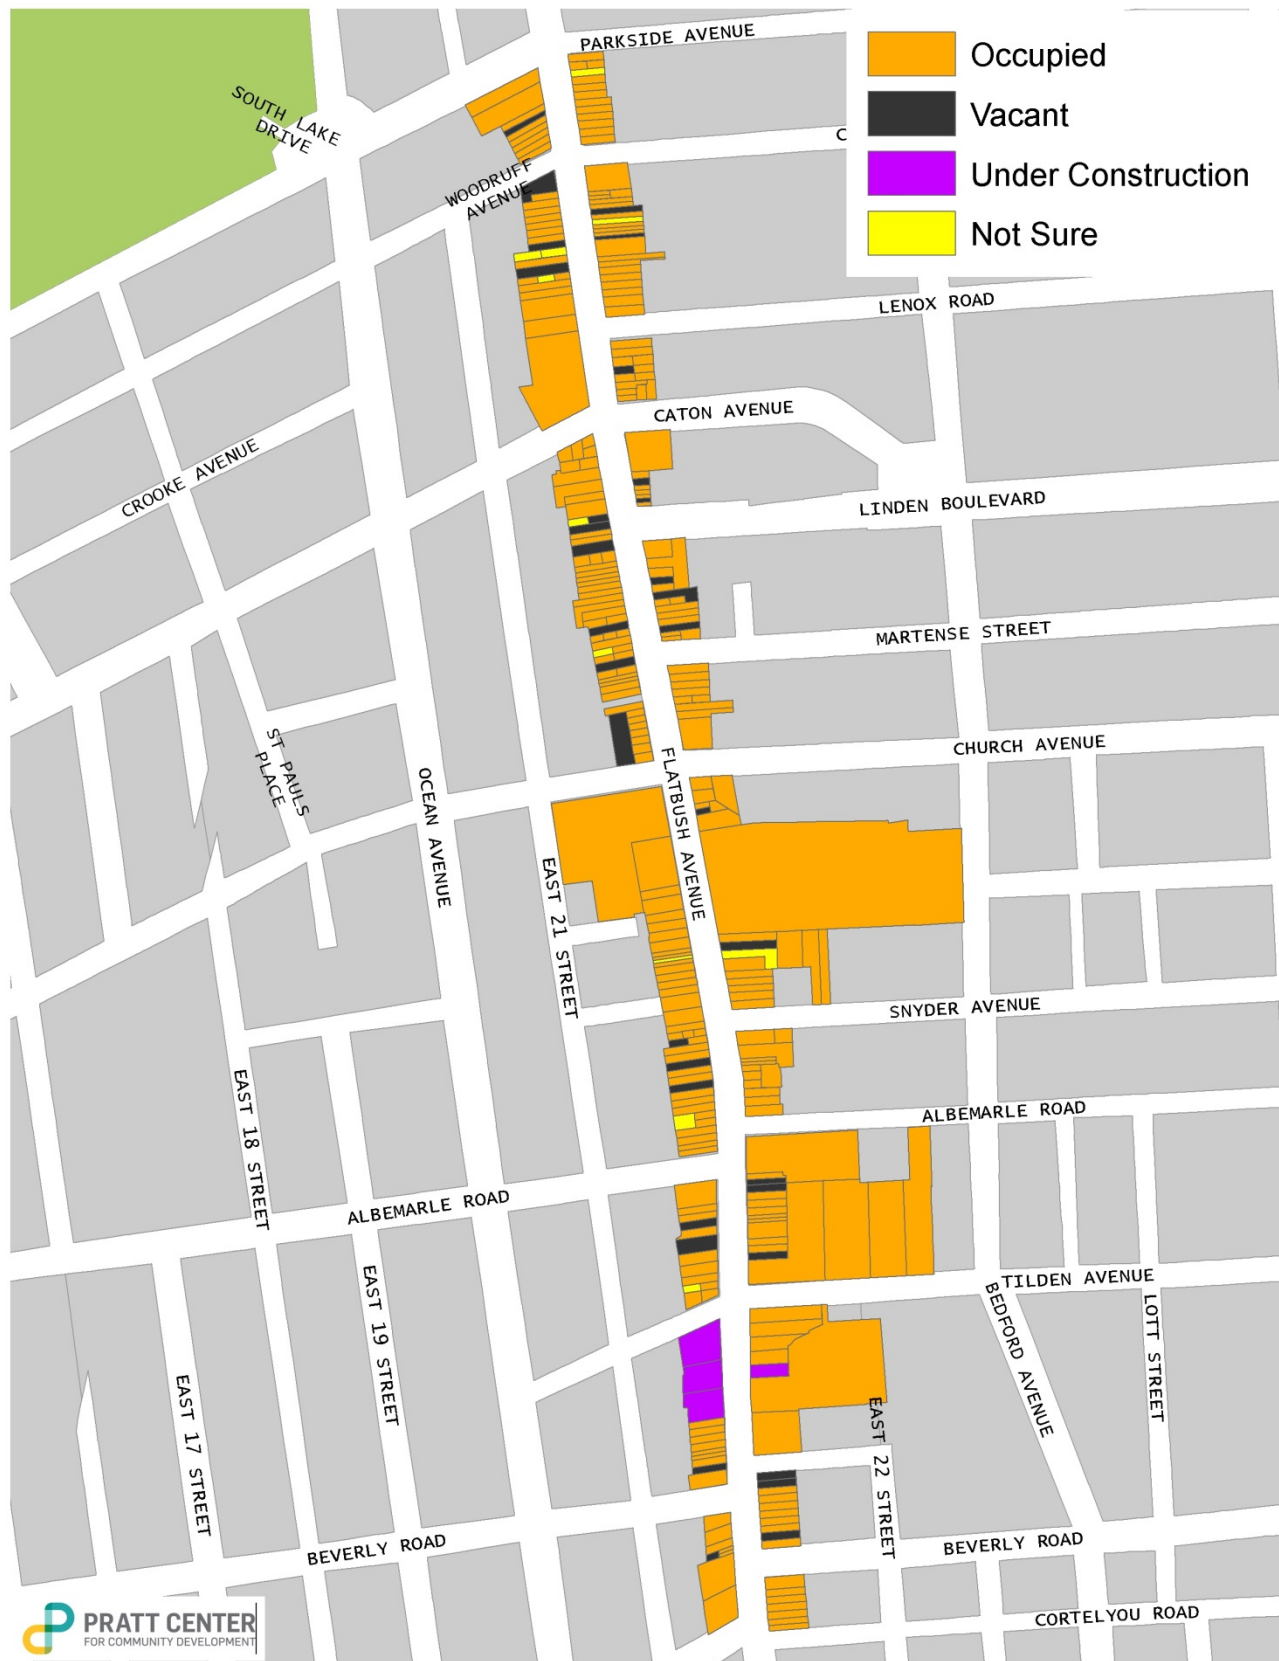 PARKSIDE AVENUE
Occupied
Vacant
Under Construction
Not Sure
SOUTH LAKE
DRIVE
C
WOODRUFF
AVENUE
LENOX ROAD
CATON AVENUE
CROOKE AVENUE
LINDEN BOULEVARD
MARTENSE STREET
ST PAULS
PLACE
OCEAN AVENUE
FLATBUSH AVENUE
CHURCH AVENUE
EAST 21 STREET
SNYDER AVENUE
EAST 18 STREET
ALBEMARLE ROAD
ALBEMARLE ROAD
EAST 19 STREET
TILDEN AVENUE
BEDFORD AVENUE
LOTT STREET
EAST 17 STREET
EAST 22 STREET
BEVERLY ROAD
BEVERLY ROAD
CORTELYOU ROAD
PRATT CENTER
FOR COMMUNITY DEVELOPMENT